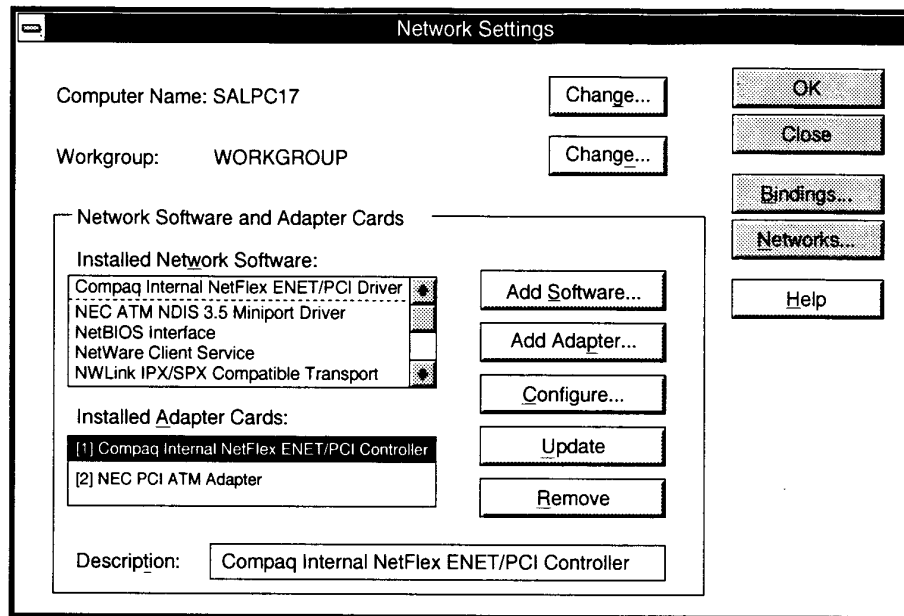 Network Settings
Computer Name: SALPC17
Change...
Workgroup: WORKGROUP
Change...
OK
Close
Bindings...
Networks...
Help
Network Software and Adapter Cards
Installed Network Software:
Compaq Internal NetFlex ENET/PCI Driver
NEC ATM NDIS 3.5 Miniport Driver
NetBIOS Interface
NetWare Client Service
NWLink IPX/SPX Compatible Transport
Add Software...
Add Adapter...
Configure...
Update
Remove
Installed Adapter Cards:
[1] Compaq Internal NetFlex ENET/PCI Controller
[2] NEC PCI ATM Adapter
Description: Compaq Internal NetFlex ENET/PCI Controller